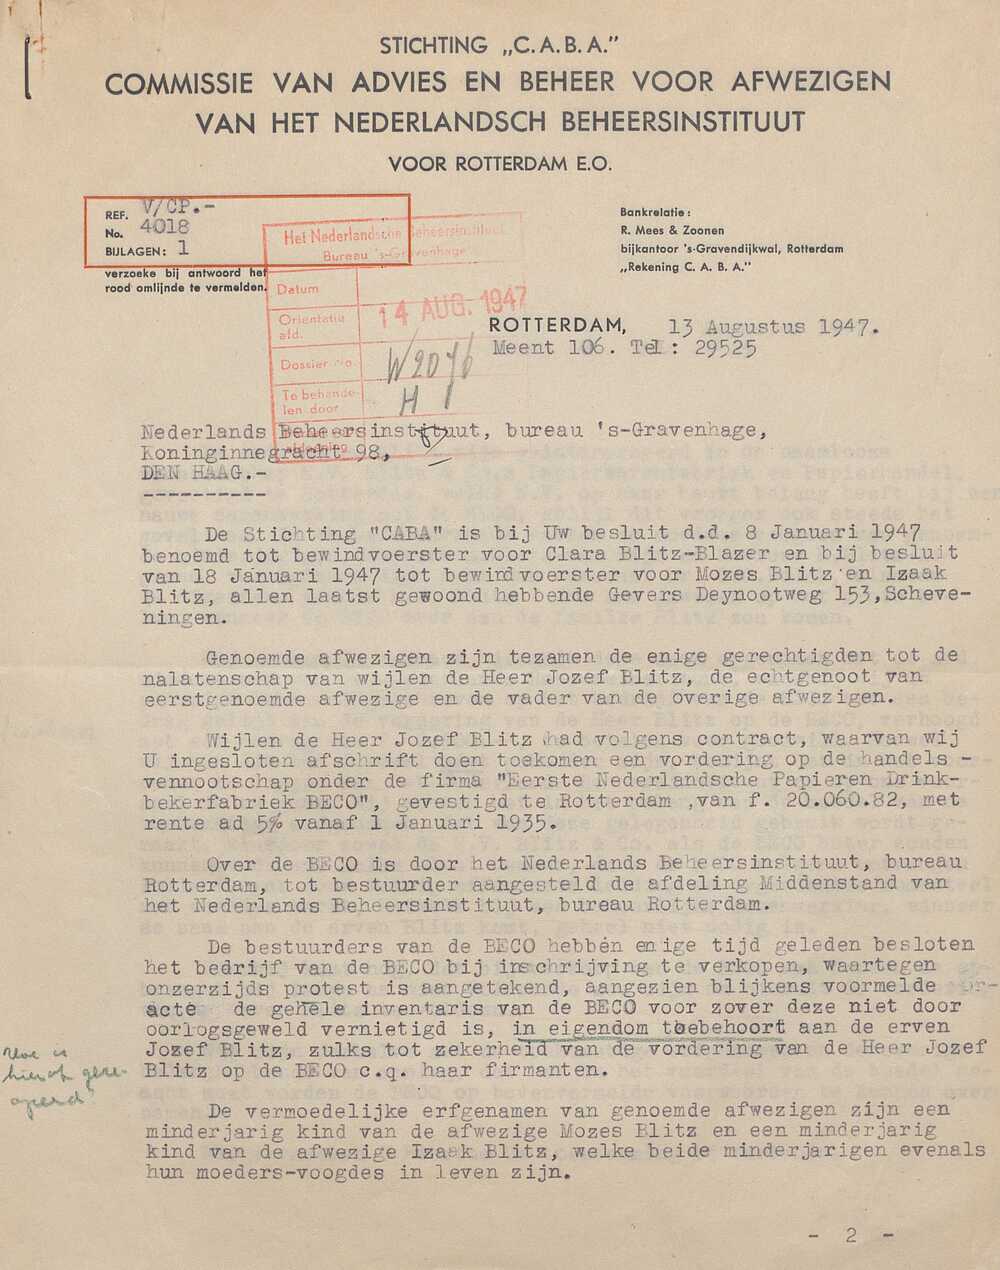 STICHTING „C.A.B.A.”
COMMISSIE VAN ADVIES EN BEHEER VOOR AFWEZIGEN
VAN HET NEDERLANDSCH BEHEERSINSTITUUT
VOOR ROTTERDAM E.O.
REF. V/CP.-
No. 4018
BIJLAGEN: 1
verzoeke bij antwoord het
rood omlijnde te vermelden.
Bankrelatie:
R. Mees & Zoonen
bijkantoor 's-Gravendijkwal, Rotterdam
„Rekening C. A. B. A.”
Het Nederlandsche Beheersinstituut
Bureau 's-Gravenhage
Datum 14 AUG. 1947
Orientatie
afd.
Dossier No. W2076
Te behande-
len door H 1
ROTTERDAM, 13 Augustus 1947.
Meent 106. Tel: 29525
Nederlands Beheersinstituut, bureau 's-Gravenhage,
Koninginnegracht 98,
DEN HAAG.-
----------
De Stichting "CABA" is bij Uw besluit d.d. 8 Januari 1947
benoemd tot bewindvoerster voor Clara Blitz-Blazer en bij besluit
van 18 Januari 1947 tot bewindvoerster voor Mozes Blitz en Izaak
Blitz, allen laatst gewoond hebbende Gevers Deynootweg 153,Scheve-
ningen.
Genoemde afwezigen zijn tezamen de enige gerechtigden tot de
nalatenschap van wijlen de Heer Jozef Blitz, de echtgenoot van
eerstgenoemde afwezige en de vader van de overige afwezigen.
Wijlen de Heer Jozef Blitz had volgens contract, waarvan wij
U ingesloten afschrift doen toekomen een vordering op de handels -
vennootschap onder de firma "Eerste Nederlandsche Papieren Drink-
bekerfabriek BECO", gevestigd te Rotterdam ,van f. 20.060.82, met
rente ad 5% vanaf 1 Januari 1935.
Over de BECO is door het Nederlands Beheersinstituut, bureau
Rotterdam, tot bestuurder aangesteld de afdeling Middenstand van
het Nederlands Beheersinstituut, bureau Rotterdam.
De bestuurders van de BECO hebben enige tijd geleden besloten
het bedrijf van de BECO bij inschrijving te verkopen, waartegen
onzerzijds protest is aangetekend, aangezien blijkens voormelde or-
acte de gehele inventaris van de BECO voor zover deze niet door
oorlogsgeweld vernietigd is, in eigendom toebehoort aan de erven
Jozef Blitz, zulks tot zekerheid van de vordering van de Heer Jozef
Blitz op de BECO c.q. haar firmanten.
Hoe is
hierop gere-
ageerd?
De vermoedelijke erfgenamen van genoemde afwezigen zijn een
minderjarig kind van de afwezige Mozes Blitz en een minderjarig
kind van de afwezige Izaak Blitz, welke beide minderjarigen evenals
hun moeders-voogdes in leven zijn.
- 2 -